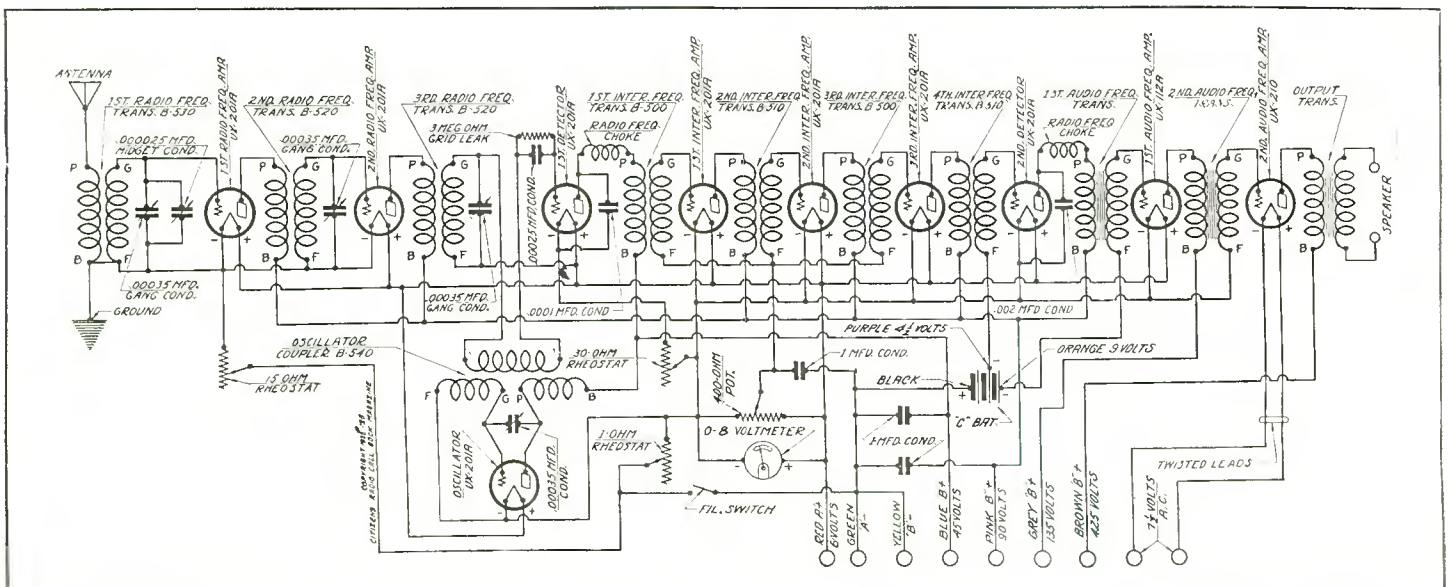 ANTENNA
1ST. RADIO FREQ.
TRANS. B-530
.000025 MFD.
MIDGET COND.
1ST. RADIO FREQ. AMP.
UX-201A
2ND. RADIO FREQ.
TRANS. B-520
.00035 MFD.
GANG COND.
2ND. RADIO FREQ. AMP.
UX-201A
3RD. RADIO FREQ.
TRANS. B-520
3 MEG OHM
GRID LEAK
.00025 MFD. COND.
1ST. DETECTOR
UX-201A
1ST. INTER. FREQ.
TRANS. B-500
RADIO FREQ.
CHOKE
1ST. INTER. FREQ. AMP.
UX-201A
2ND. INTER. FREQ.
TRANS. B-510
2ND. INTER. FREQ. AMP.
UX-201A
3RD. INTER. FREQ.
TRANS. B 500
3RD. INTER. FREQ. AMP.
UX-201A
4TH. INTER. FREQ.
TRANS. B. 510
2ND. DETECTOR
UX-201A
1ST. AUDIO FREQ.
TRANS.
RADIO FREQ.
CHOKE
1ST. AUDIO FREQ. AMP.
UX-112A
2ND. AUDIO FREQ.
TRANS.
2ND. AUDIO FREQ. AMP.
UX-210
OUTPUT
TRANS.
SPEAKER
P G P G P G P G P G P G P G P G P G P
B F B F B F B F B F B F B F B F B F B
- + - + - + - + - + - + - + - + - + - +
.00035 MFD.
GANG COND.
GROUND
.00035 MFD.
GANG COND.
.0001 MFD. COND
.002 MFD. COND
15 OHM
RHEOSTAT
OSCILLATOR
COUPLER B-540
F G P B
30-OHM
RHEOSTAT
400-OHM
POT.
1 MFD. COND.
PURPLE 4½ VOLTS
ORANGE 9 VOLTS
BLACK
+ - -
"C" BAT.
OSCILLATOR
UX-201A
- +
.00035 MFD.
COND.
1-OHM
RHEOSTAT
0-8 VOLTMETER
- +
1 MFD. COND.
FIL. SWITCH
COPYRIGHT
CITIZENS RADIO CALL BOOK MAGAZINE
TWISTED LEADS
RED A+
6 VOLTS
GREEN
A-
YELLOW
"B"-
BLUE B+
45 VOLTS
PINK B+
90 VOLTS
GREY B+
135 VOLTS
BROWN B+
425 VOLTS
7½ VOLTS
A.C.